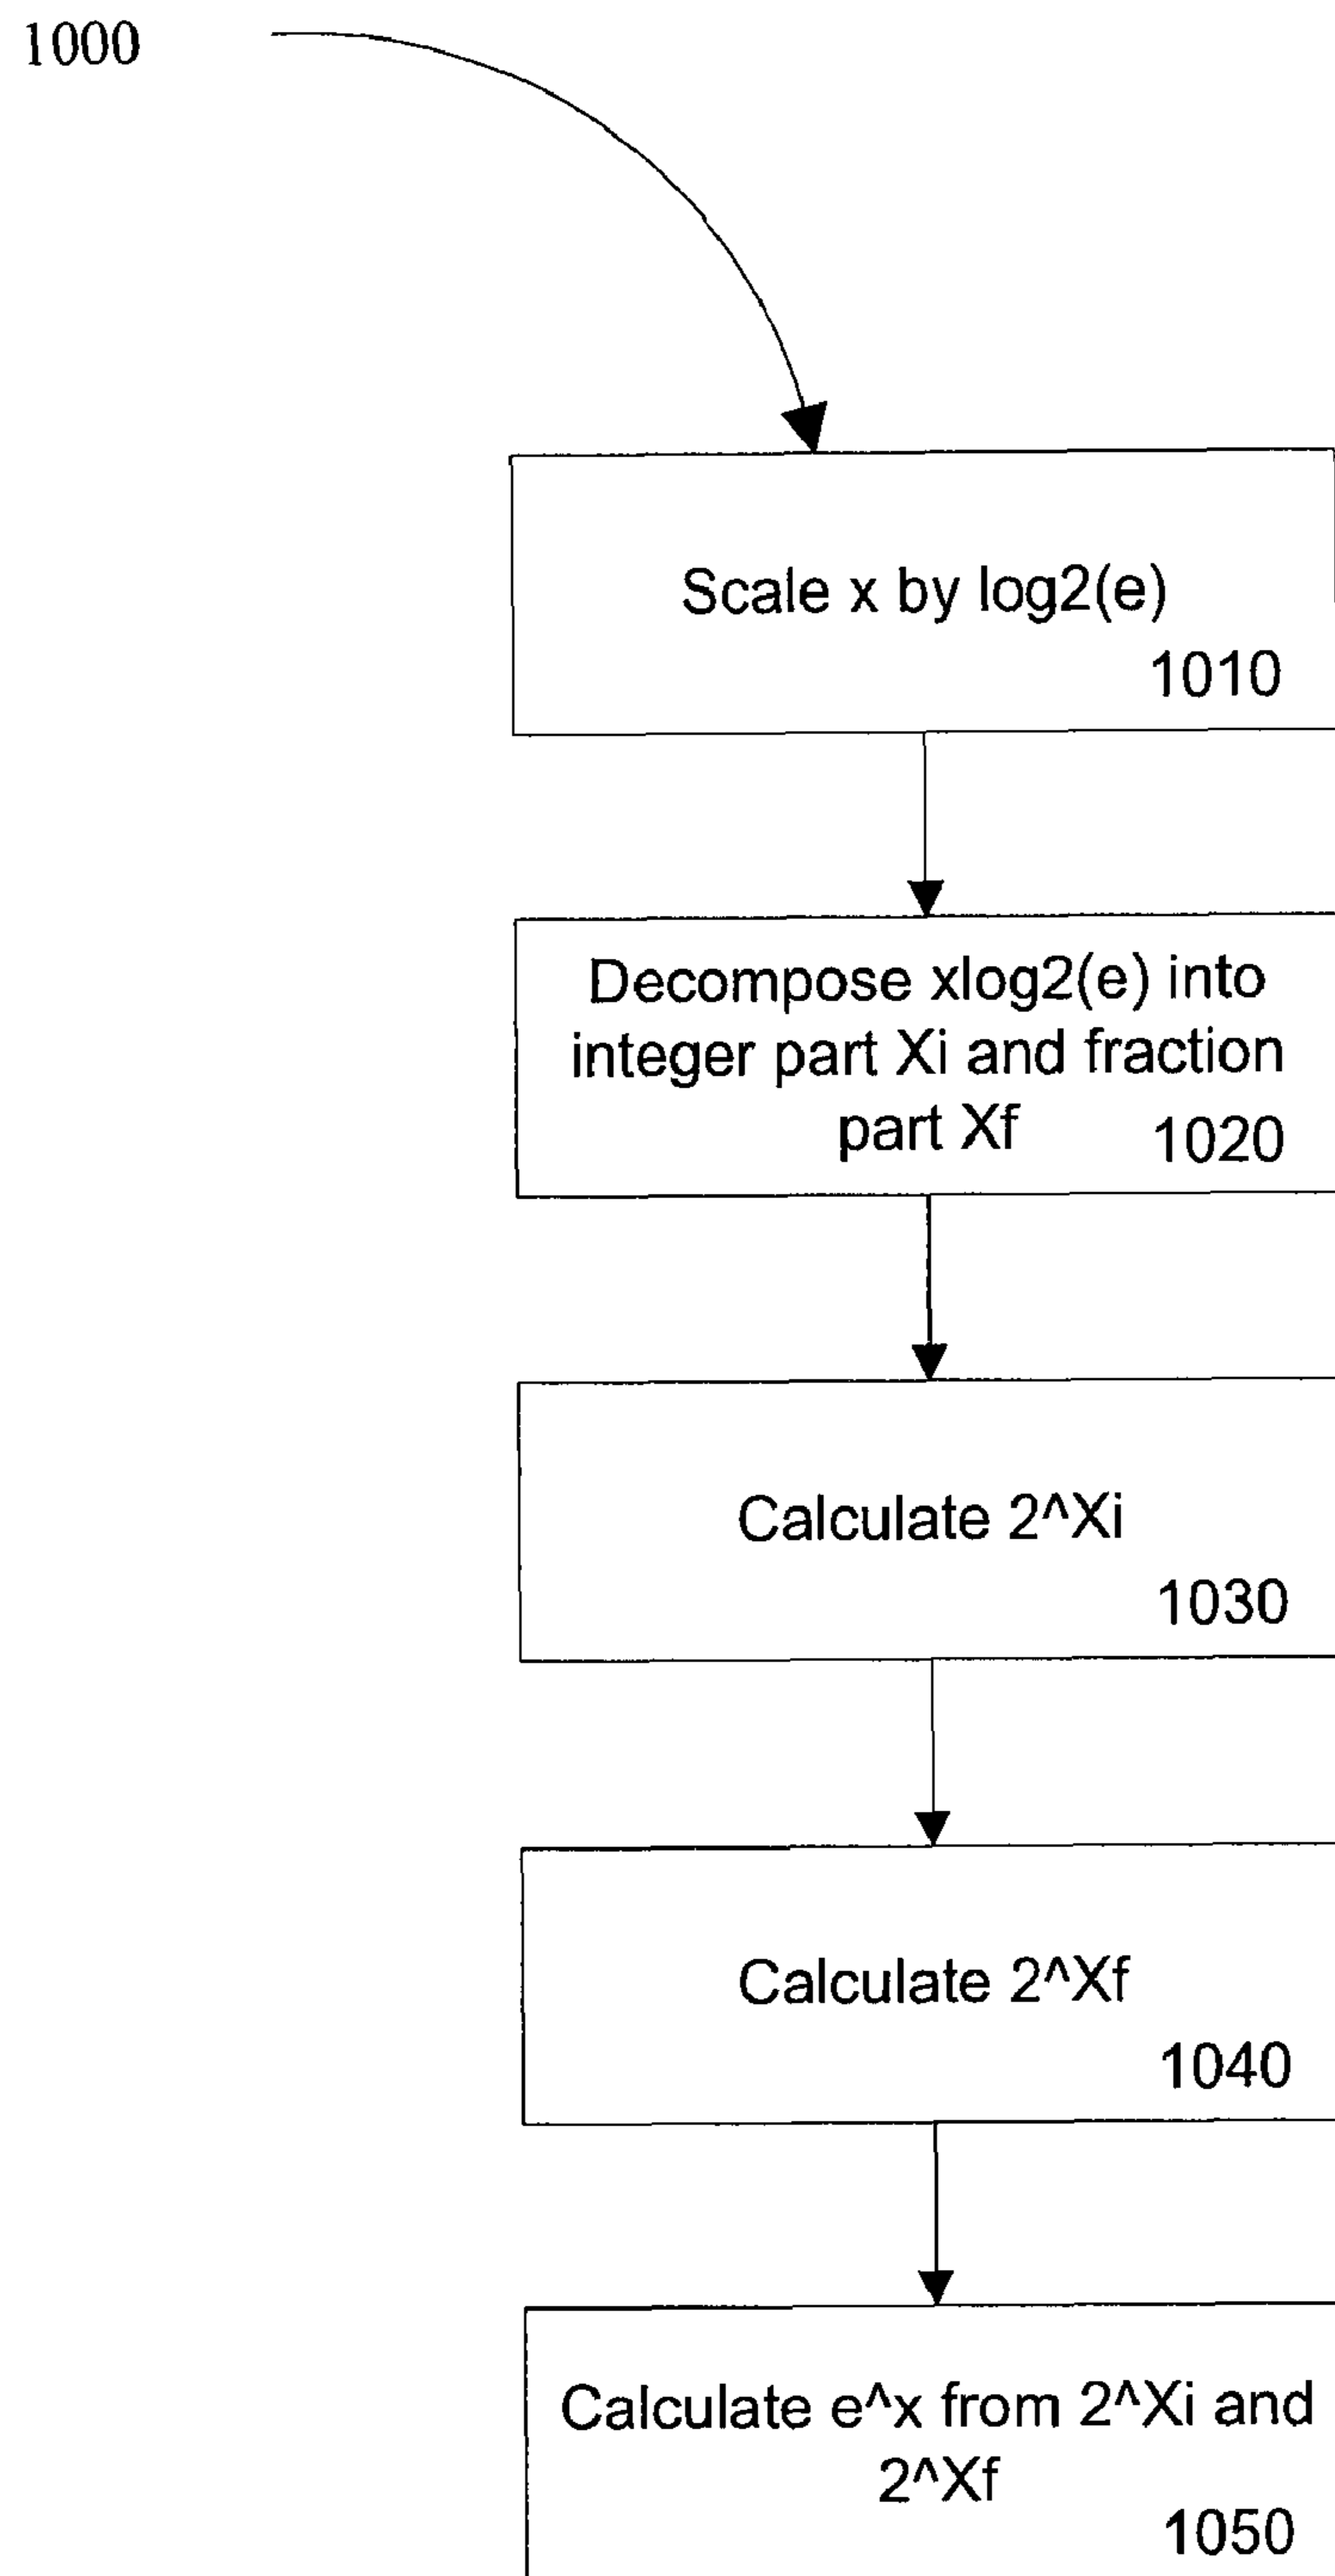 1000
Scale x by log2(e)
1010
Decompose xlog2(e) into
integer part Xi and fraction
part Xf 1020
Calculate 2^Xi
1030
Calculate 2^Xf
1040
Calculate e^x from 2^Xi and
2^Xf
1050